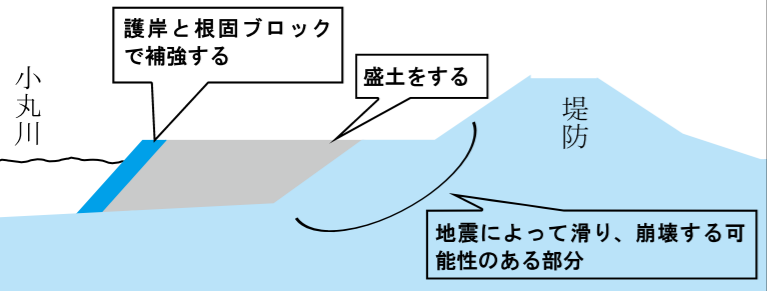 護岸と根固ブロック
で補強する
盛土をする
小丸川
堤防
地震によって滑り、崩壊する可
能性のある部分